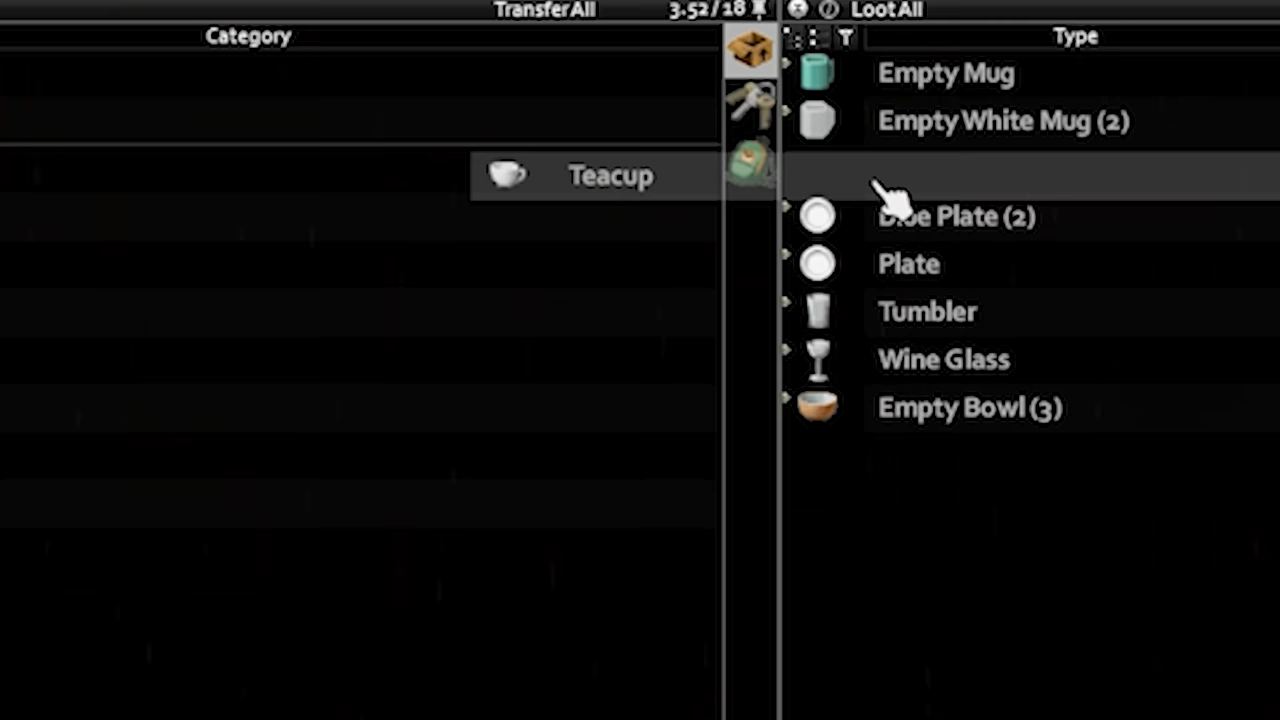 Transfer All 3.52 / 18 Loot All
Category Type
Empty Mug
Empty White Mug (2)
Teacup
Plate (2)
Plate
Tumbler
Wine Glass
Empty Bowl (3)